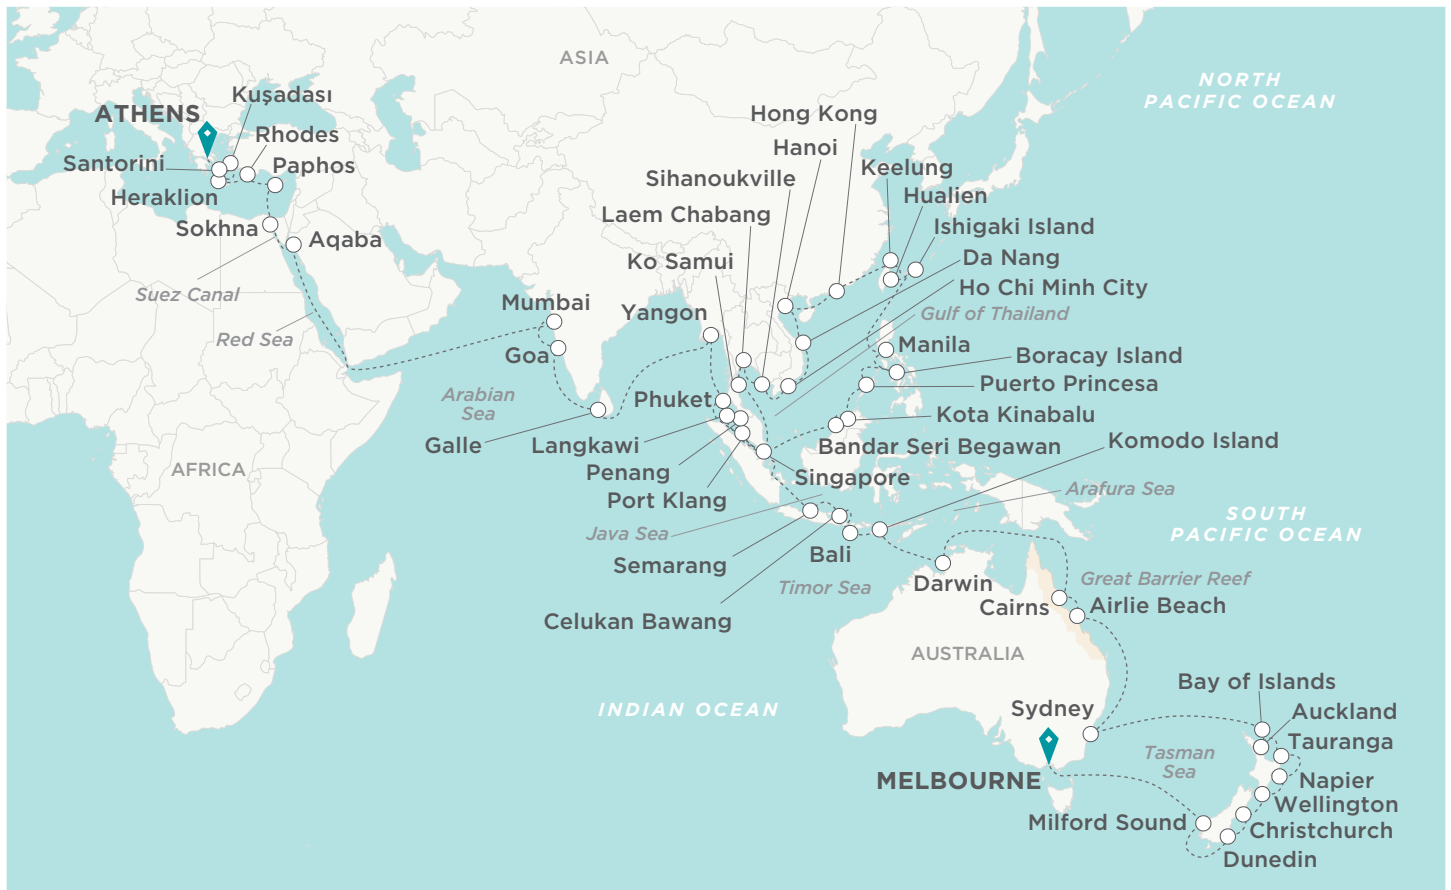 ASIA
NORTH
PACIFIC OCEAN
Kuşadası
ATHENS
Rhodes
Santorini
Paphos
Heraklion
Sokhna
Aqaba
Suez Canal
Red Sea
Hong Kong
Hanoi
Keelung
Sihanoukville
Hualien
Laem Chabang
Ishigaki Island
Ko Samui
Da Nang
Ho Chi Minh City
Mumbai
Yangon
Gulf of Thailand
Goa
Manila
Boracay Island
Puerto Princesa
Arabian
Sea
Phuket
Kota Kinabalu
Galle
Langkawi
Bandar Seri Begawan
Komodo Island
AFRICA
Penang
Singapore
Port Klang
Arafura Sea
Java Sea
SOUTH
PACIFIC OCEAN
Semarang
Bali
Timor Sea
Darwin
Great Barrier Reef
Cairns
Airlie Beach
Celukan Bawang
AUSTRALIA
INDIAN OCEAN
Sydney
Bay of Islands
Auckland
Tauranga
Tasman
Sea
MELBOURNE
Napier
Wellington
Milford Sound
Christchurch
Dunedin